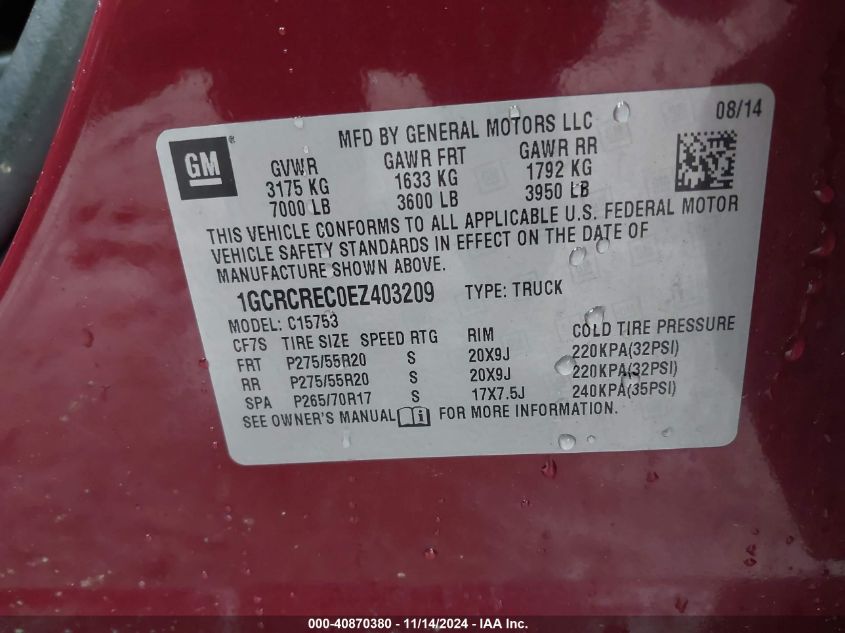 GM®
MFD BY GENERAL MOTORS LLC
08/14
GVWR GAWR FRT GAWR RR
3175 KG 1633 KG 1792 KG
7000 LB 3600 LB 3950 LB
THIS VEHICLE CONFORMS TO ALL APPLICABLE U.S. FEDERAL MOTOR
VEHICLE SAFETY STANDARDS IN EFFECT ON THE DATE OF
MANUFACTURE SHOWN ABOVE.
1GCRCREC0EZ403209 TYPE: TRUCK
MODEL: C15753
CF7S TIRE SIZE SPEED RTG RIM COLD TIRE PRESSURE
FRT P275/55R20 S 20X9J 220KPA(32PSI)
RR P275/55R20 S 20X9J 220KPA(32PSI)
SPA P265/70R17 S 17X7.5J 240KPA(35PSI)
SEE OWNER'S MANUAL FOR MORE INFORMATION.
000-40870380 - 11/14/2024 - IAA Inc.